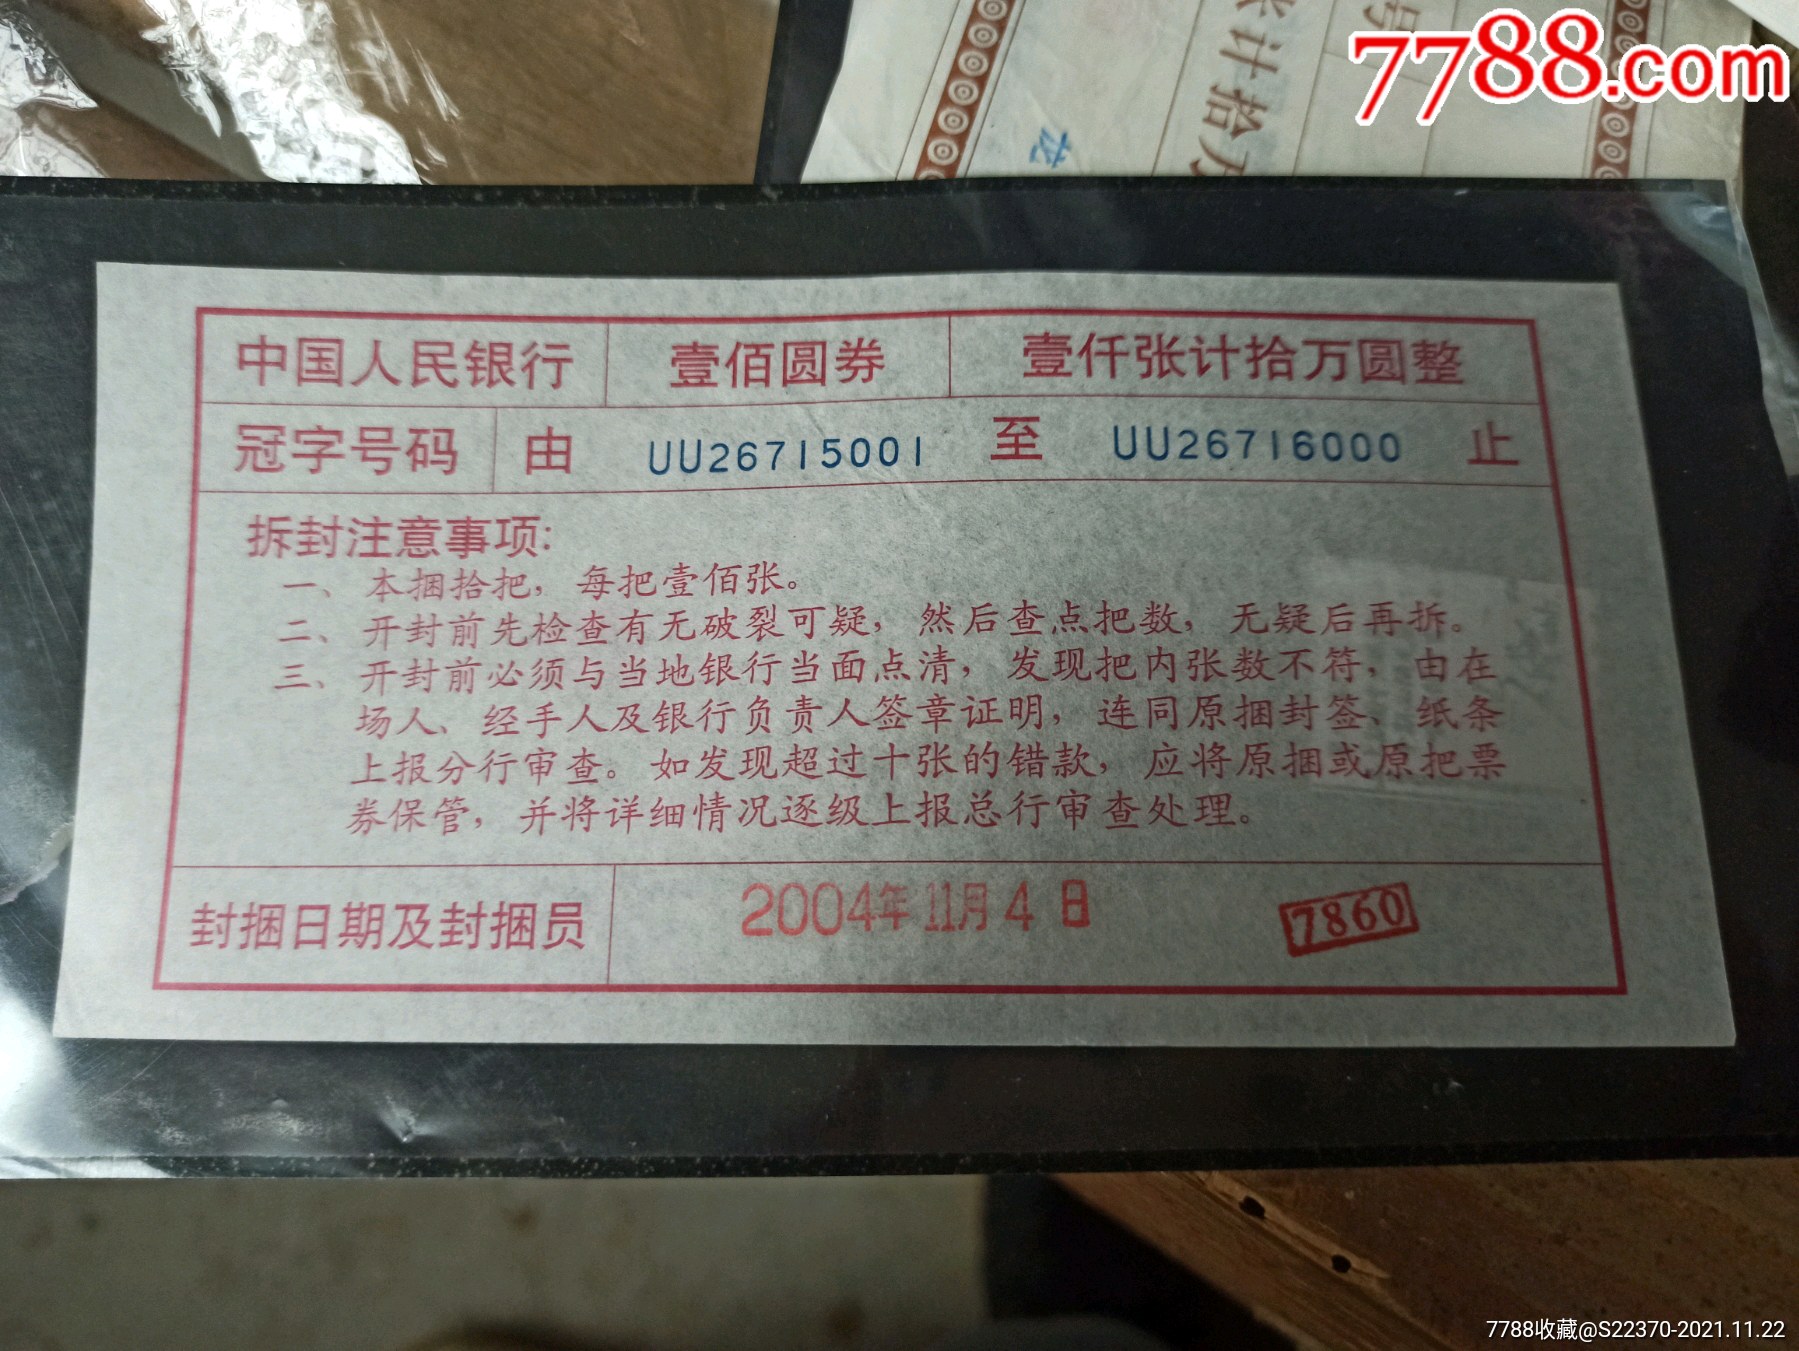 7788.com
号
张计拾万
中国人民银行 壹佰圆券 壹仟张计拾万圆整
冠字号码 由 UU26715001 至 UU26716000 止
拆封注意事项:
一、本捆拾把，每把壹佰张。
二、开封前先检查有无破裂可疑，然后查点把数，无疑后再拆。
三、开封前必须与当地银行当面点清，发现把内张数不符，由在
场人、经手人及银行负责人签章证明，连同原捆封签、纸条
上报分行审查。如发现超过十张的错款，应将原捆或原把票
券保管，并将详细情况逐级上报总行审查处理。
封捆日期及封捆员 2004年11月4日 7860
7788收藏@S22370-2021.11.22